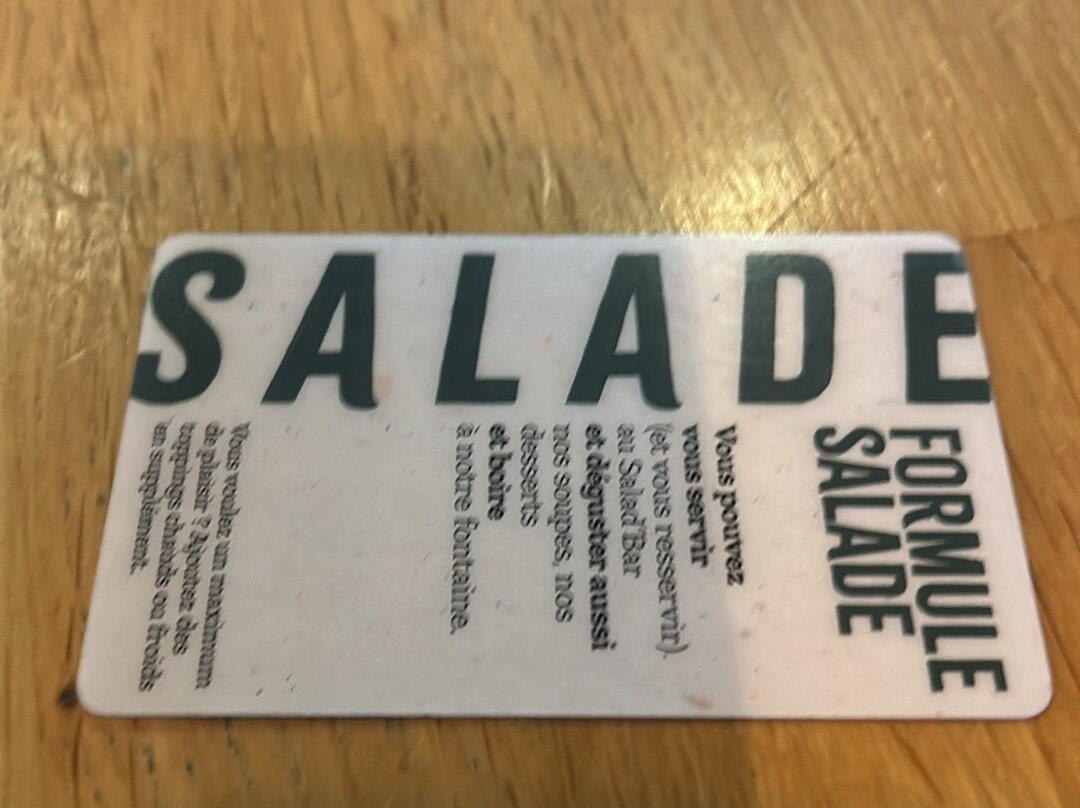 SALADE
FORMULE
SALADE
Vous pouvez
vous servir
(et vous resservir)
au Salad'Bar
et déguster aussi
nos soupes, nos
desserts
et boire
à notre fontaine.
Vous voulez un maximum
de plaisir ? Ajoutez des
toppings chauds ou froids
en supplément.